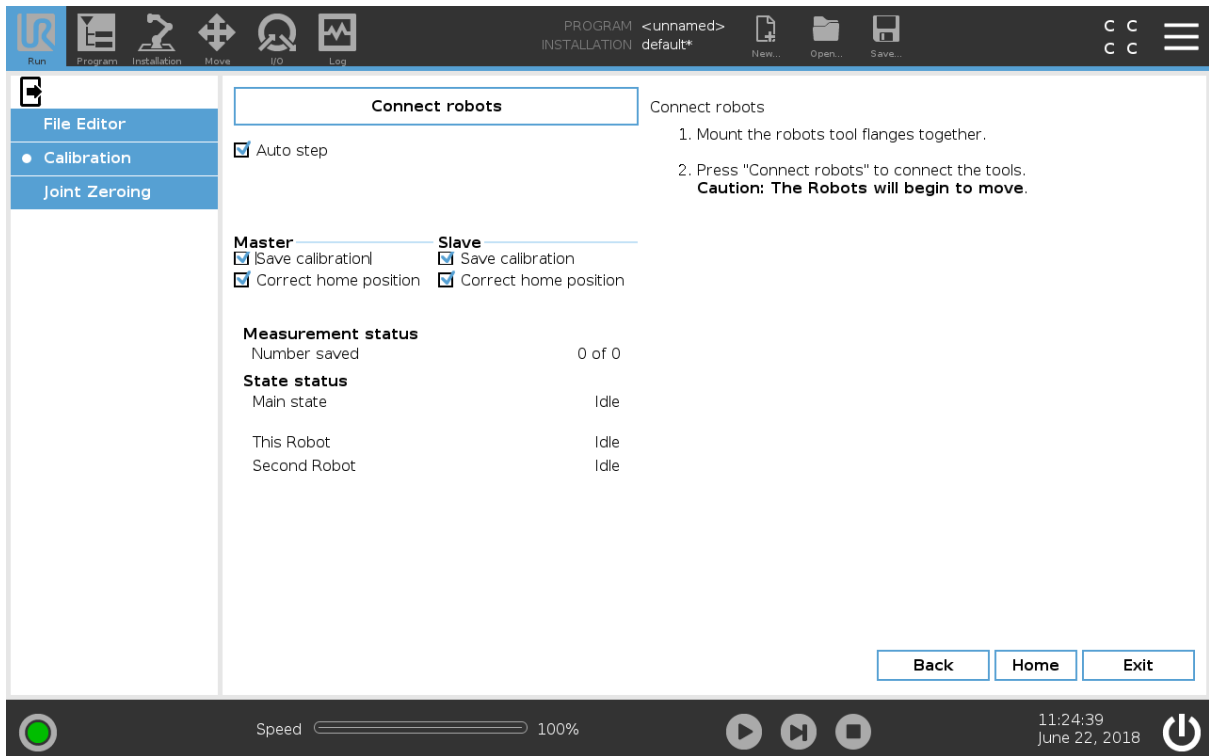 UR
Run Program Installation Move I/O Log
PROGRAM <unnamed>
INSTALLATION default*
New... Open... Save...
C C
C C
File Editor
Calibration
Joint Zeroing
Connect robots
Auto step
Master Slave
Save calibration Save calibration
Correct home position Correct home position
Measurement status
Number saved 0 of 0
State status
Main state Idle
This Robot Idle
Second Robot Idle
Connect robots
1. Mount the robots tool flanges together.
2. Press "Connect robots" to connect the tools.
Caution: The Robots will begin to move.
Back Home Exit
Speed 100%
11:24:39
June 22, 2018